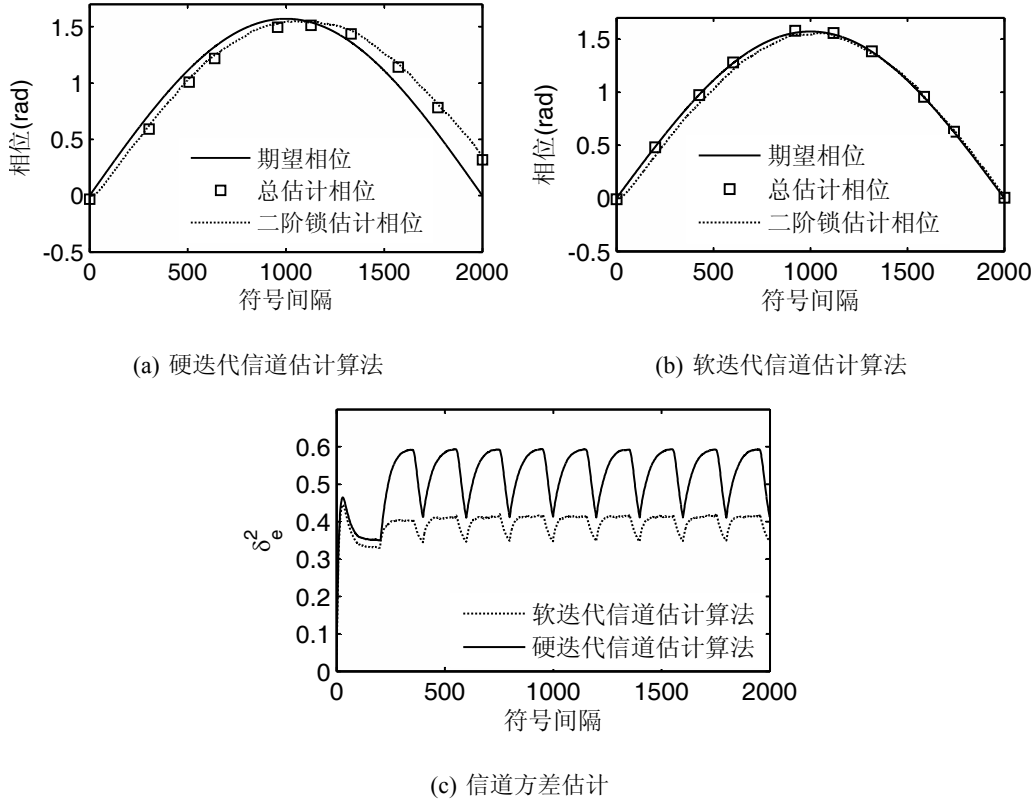 1.5
1
0.5
0
-0.5
相位(rad)
期望相位
总估计相位
二阶锁估计相位
0 500 1000 1500 2000
符号间隔
(a) 硬迭代信道估计算法
1.5
1
0.5
0
-0.5
相位(rad)
期望相位
总估计相位
二阶锁估计相位
0 500 1000 1500 2000
符号间隔
(b) 软迭代信道估计算法
0.6
0.5
0.4
0.3
0.2
0.1
0
δe2
软迭代信道估计算法
硬迭代信道估计算法
0 500 1000 1500 2000
符号间隔
(c) 信道方差估计